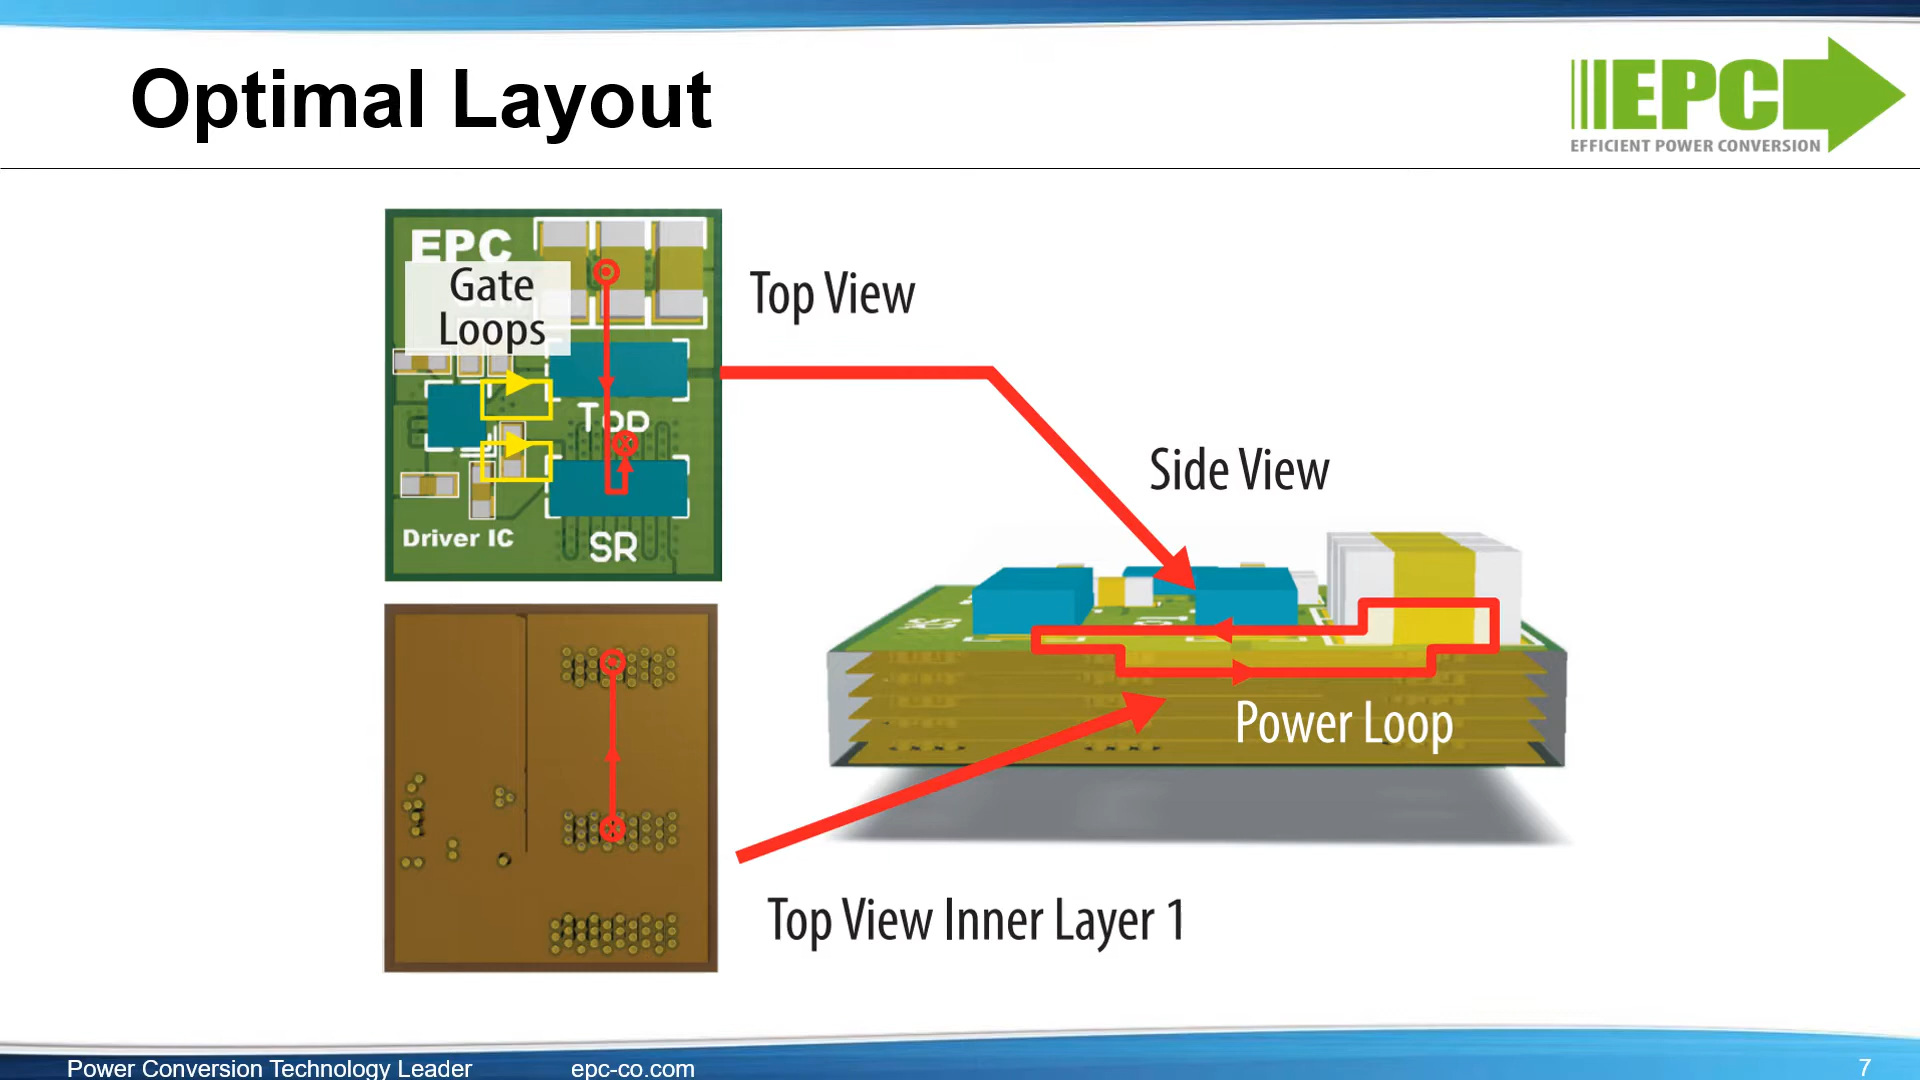 Optimal Layout
EPC
EFFICIENT POWER CONVERSION
EPC
Gate
Loops
Top View
Top
Driver IC
SR
Side View
Power Loop
Top View Inner Layer 1
Power Conversion Technology Leader
epc-co.com
7